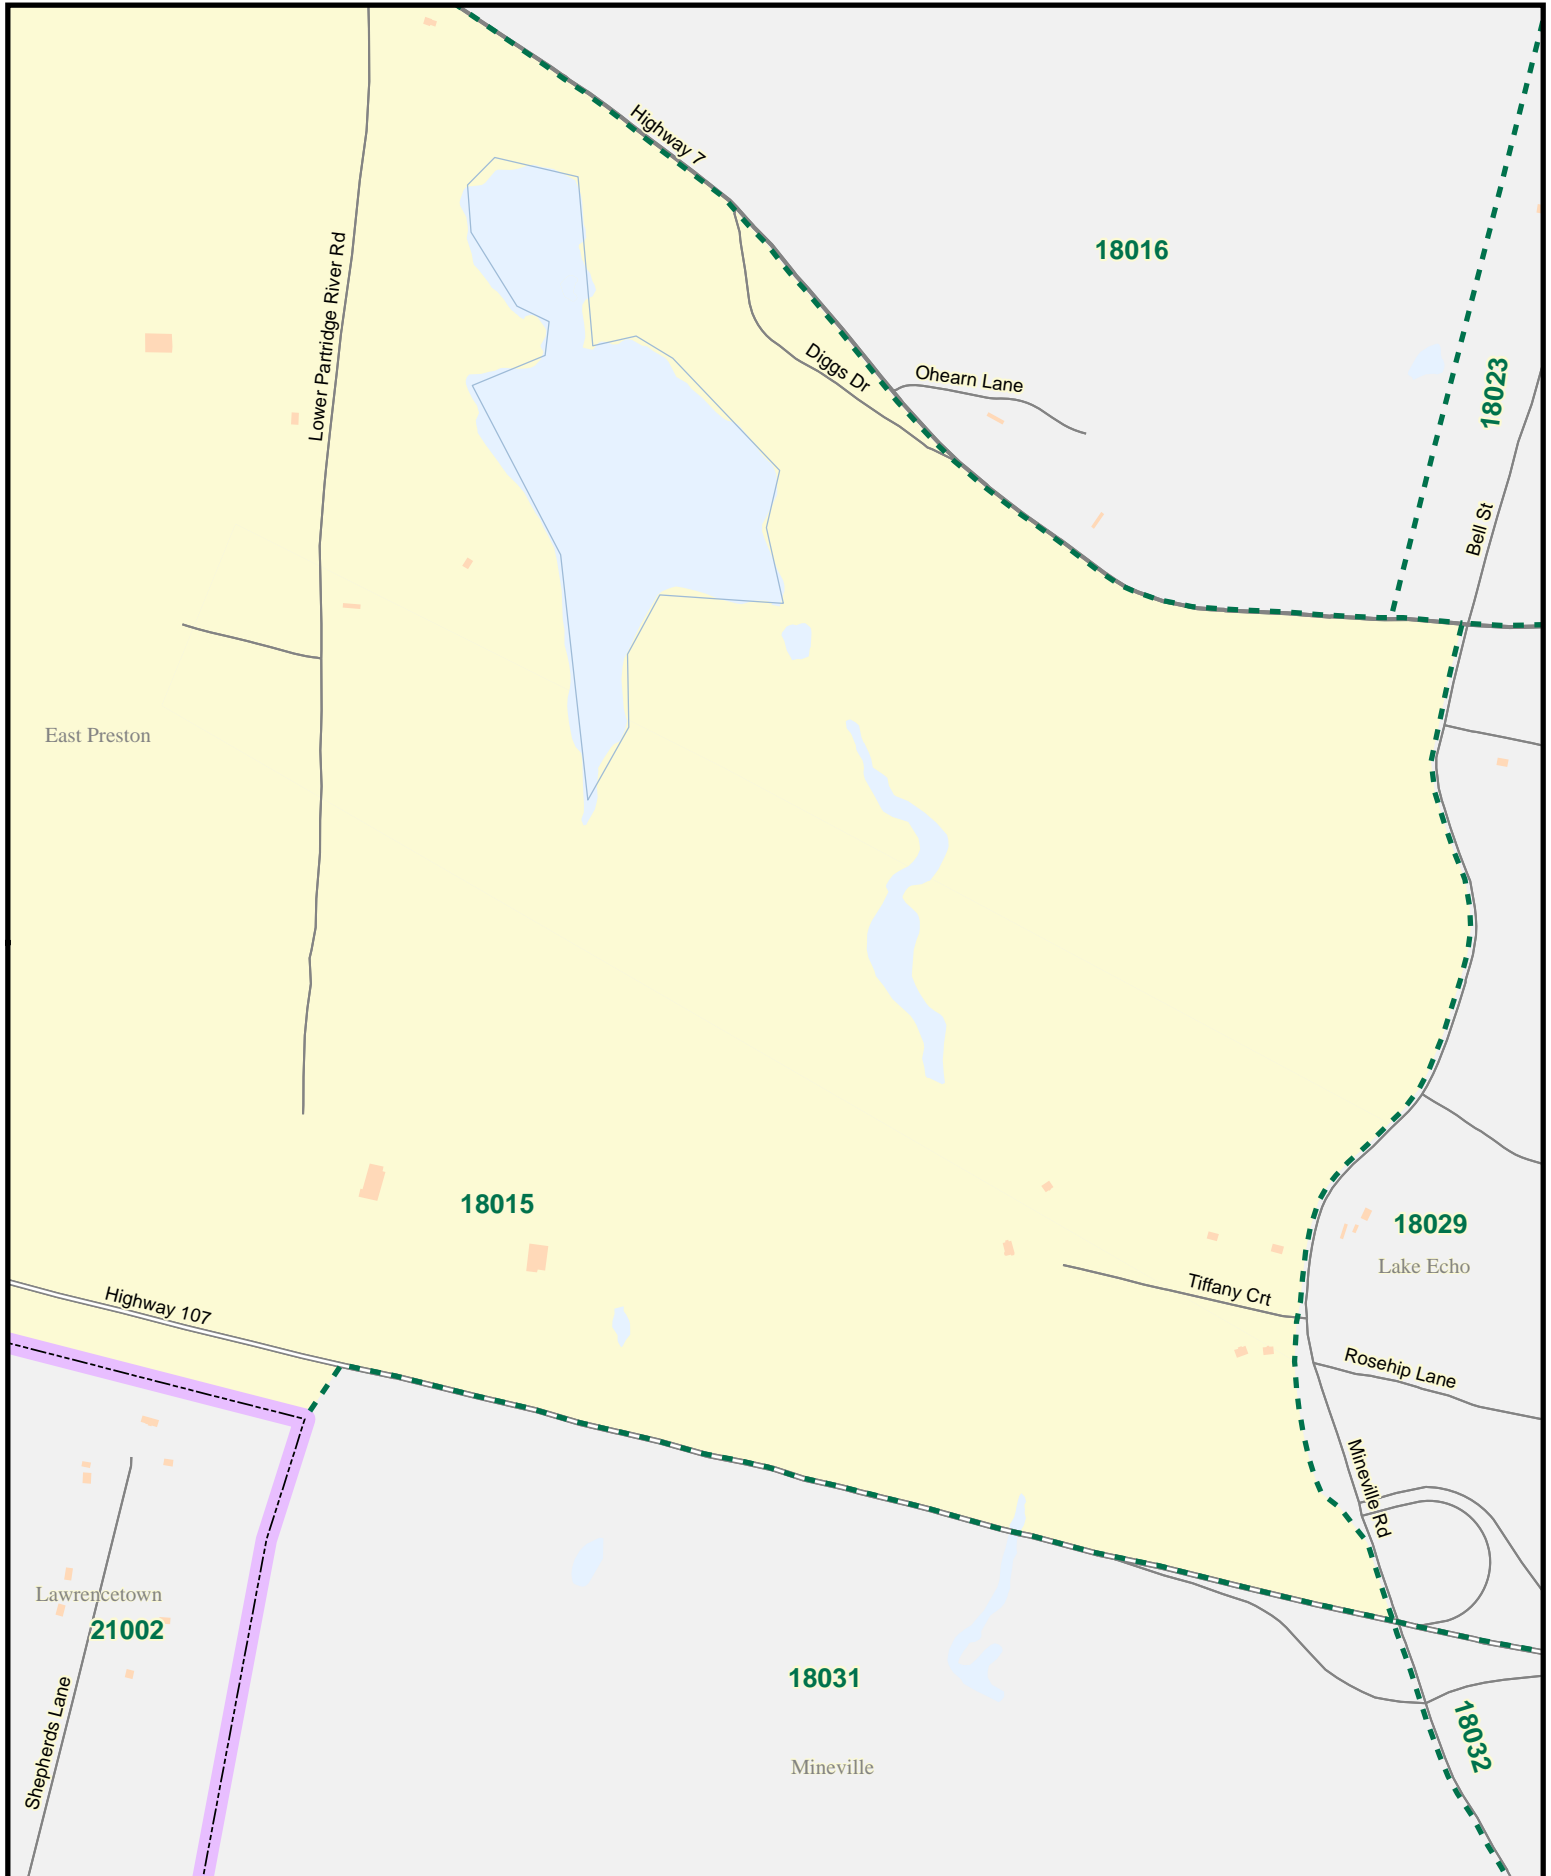 Highway 7
18016
Lower Partridge River Rd
Diggs Dr
Ohearn Lane
18023
Bell St
East Preston
18015
18029
Lake Echo
Tiffany Crt
Highway 107
Rosehip Lane
Mineville Rd
Lawrencetown
21002
18031
Shepherds Lane
18032
Mineville